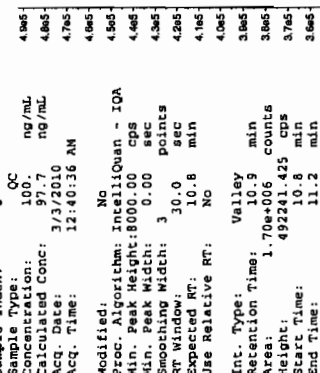 Sample Type: QC
Concentration: 100. ng/mL
Calculated Conc: 97.7 ng/mL
Acq. Date: 3/3/2010
Acq. Time: 12:40:36 AM
Modified: No
Proc. Algorithm: IntelliQuan - IQA
Min. Peak Height: 8000.00 cps
Min. Peak Width: 0.00 sec
Smoothing Width: 3 points
RT Window: 30.0 sec
Expected RT: 10.8 min
Use Relative RT: No
Int. Type: Valley
Retention Time: 10.9 min
Area: 1.70e+006 counts
Height: 492241.425 cps
Start Time: 10.8 min
End Time: 11.2 min
4.9e5
4.8e5
4.7e5
4.6e5
4.5e5
4.4e5
4.3e5
4.2e5
4.1e5
4.0e5
3.9e5
3.8e5
3.7e5
3.6e5